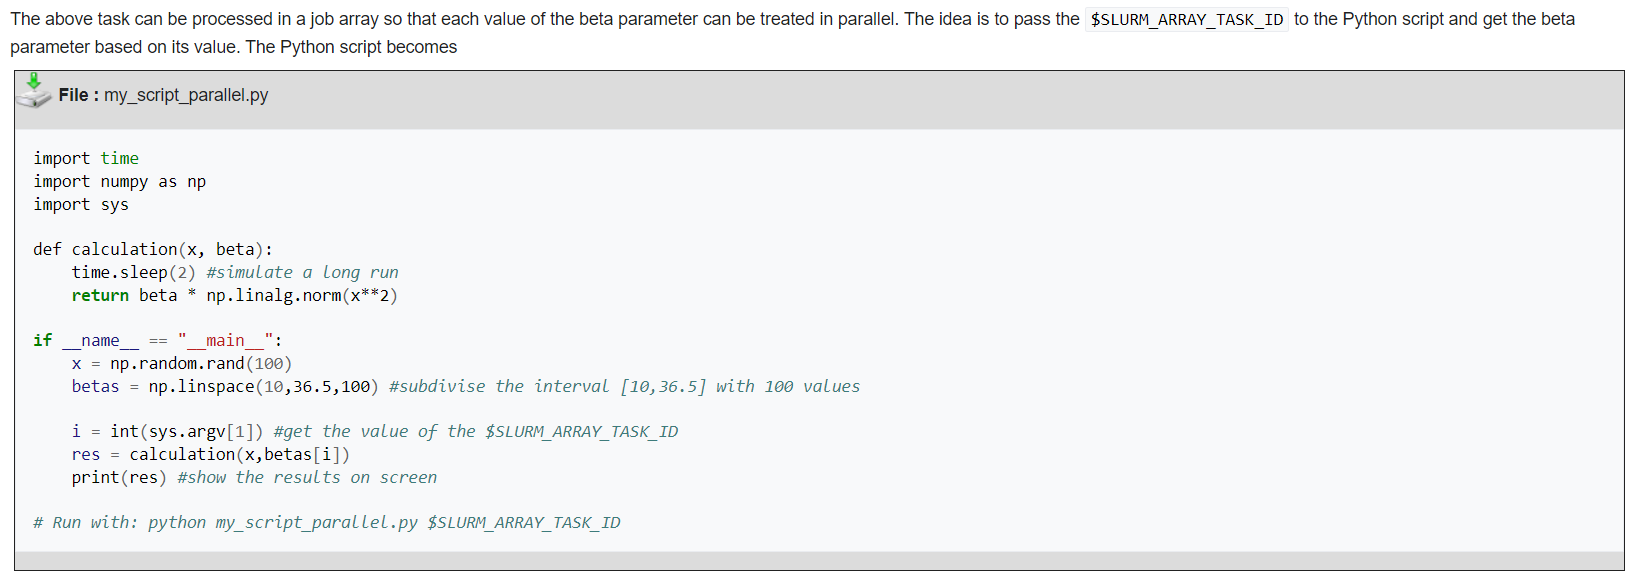 The above task can be processed in a job array so that each value of the beta parameter can be treated in parallel. The idea is to pass the $SLURM_ARRAY_TASK_ID to the Python script and get the beta
parameter based on its value. The Python script becomes
File : my_script_parallel.py
import time
import numpy as np
import sys
def calculation(x, beta):
    time.sleep(2) #simulate a long run
    return beta * np.linalg.norm(x**2)
if __name__ == "__main__":
    x = np.random.rand(100)
    betas = np.linspace(10,36.5,100) #subdivise the interval [10,36.5] with 100 values
    i = int(sys.argv[1]) #get the value of the $SLURM_ARRAY_TASK_ID
    res = calculation(x,betas[i])
    print(res) #show the results on screen
# Run with: python my_script_parallel.py $SLURM_ARRAY_TASK_ID